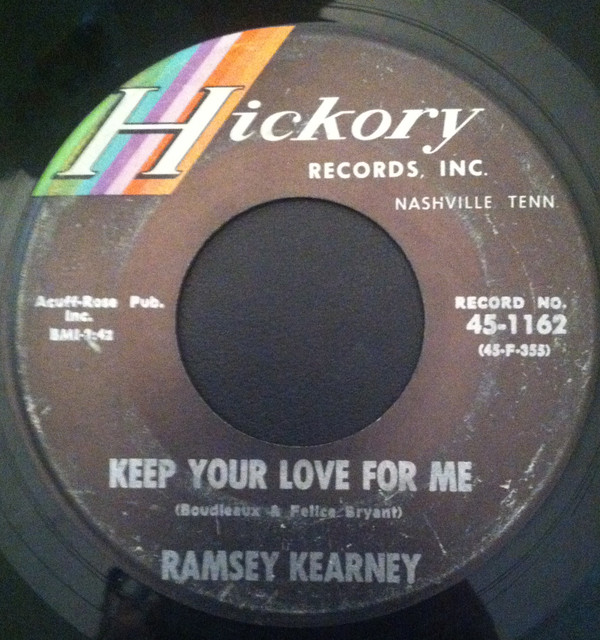 Hickory
RECORDS, INC.
NASHVILLE TENN.
Acuff-Rose Pub.
Inc.
BMI-1:42
RECORD NO.
45-1162
(45-F-355)
KEEP YOUR LOVE FOR ME
(Boudleaux & Felice Bryant)
RAMSEY KEARNEY